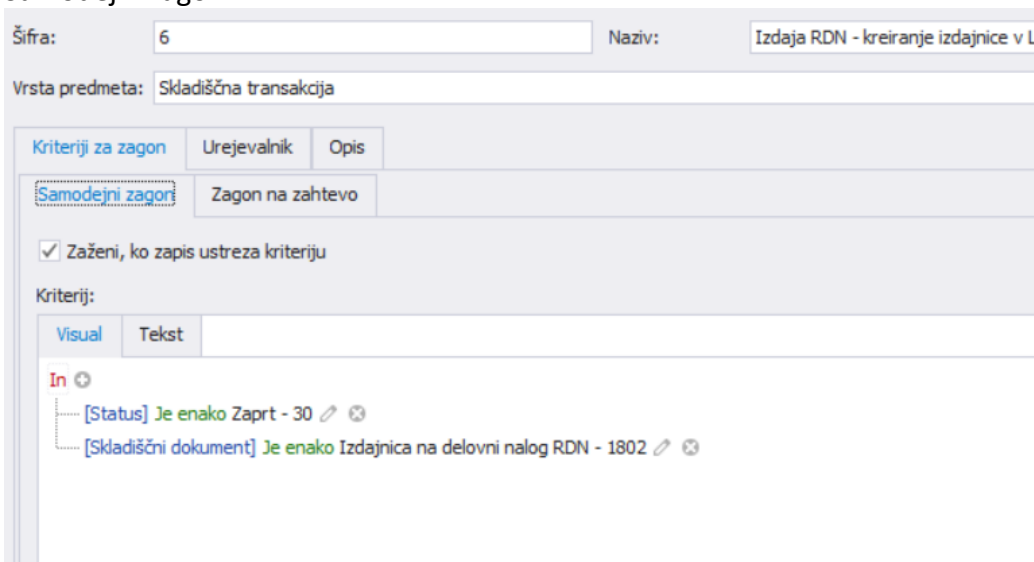 Šifra: 6 Naziv: Izdaja RDN - kreiranje izdajnice v L
Vrsta predmeta: Skladiščna transakcija
Kriteriji za zagon Urejevalnik Opis
Samodejni zagon Zagon na zahtevo
Zaženi, ko zapis ustreza kriteriju
Kriterij:
Visual Tekst
In
[Status] Je enako Zaprt - 30
[Skladiščni dokument] Je enako Izdajnica na delovni nalog RDN - 1802